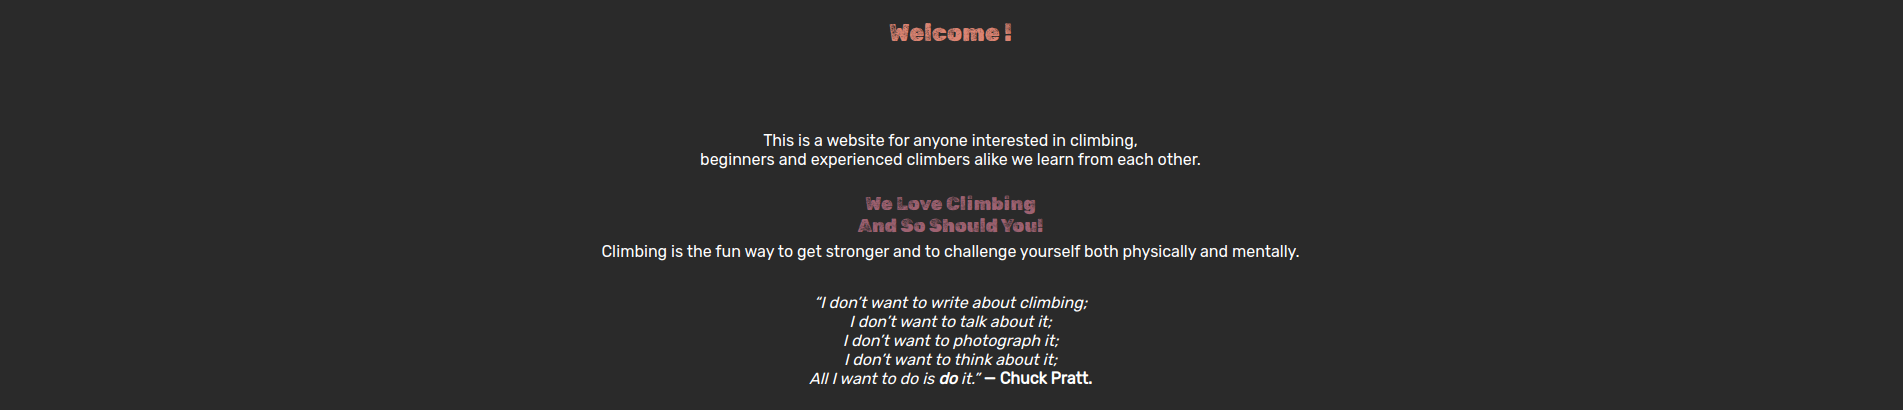 Welcome !
This is a website for anyone interested in climbing,
beginners and experienced climbers alike we learn from each other.
We Love Climbing
And So Should You!
Climbing is the fun way to get stronger and to challenge yourself both physically and mentally.
“I don’t want to write about climbing;
I don’t want to talk about it;
I don’t want to photograph it;
I don’t want to think about it;
All I want to do is do it.” — Chuck Pratt.